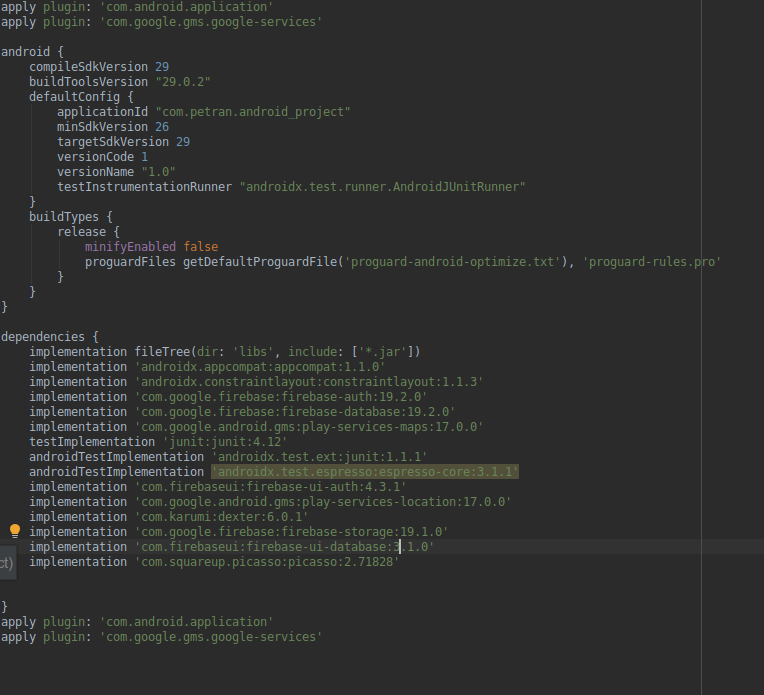 apply plugin: 'com.android.application'
apply plugin: 'com.google.gms.google-services'

android {
    compileSdkVersion 29
    buildToolsVersion "29.0.2"
    defaultConfig {
        applicationId "com.petran.android_project"
        minSdkVersion 26
        targetSdkVersion 29
        versionCode 1
        versionName "1.0"
        testInstrumentationRunner "androidx.test.runner.AndroidJUnitRunner"
    }
    buildTypes {
        release {
            minifyEnabled false
            proguardFiles getDefaultProguardFile('proguard-android-optimize.txt'), 'proguard-rules.pro'
        }
    }
}

dependencies {
    implementation fileTree(dir: 'libs', include: ['*.jar'])
    implementation 'androidx.appcompat:appcompat:1.1.0'
    implementation 'androidx.constraintlayout:constraintlayout:1.1.3'
    implementation 'com.google.firebase:firebase-auth:19.2.0'
    implementation 'com.google.firebase:firebase-database:19.2.0'
    implementation 'com.google.android.gms:play-services-maps:17.0.0'
    testImplementation 'junit:junit:4.12'
    androidTestImplementation 'androidx.test.ext:junit:1.1.1'
    androidTestImplementation 'androidx.test.espresso:espresso-core:3.1.1'
    implementation 'com.firebaseui:firebase-ui-auth:4.3.1'
    implementation 'com.google.android.gms:play-services-location:17.0.0'
    implementation 'com.karumi:dexter:6.0.1'
    implementation 'com.google.firebase:firebase-storage:19.1.0'
    implementation 'com.firebaseui:firebase-ui-database:3.1.0'
ct)
    implementation 'com.squareup.picasso:picasso:2.71828'

}
apply plugin: 'com.android.application'
apply plugin: 'com.google.gms.google-services'